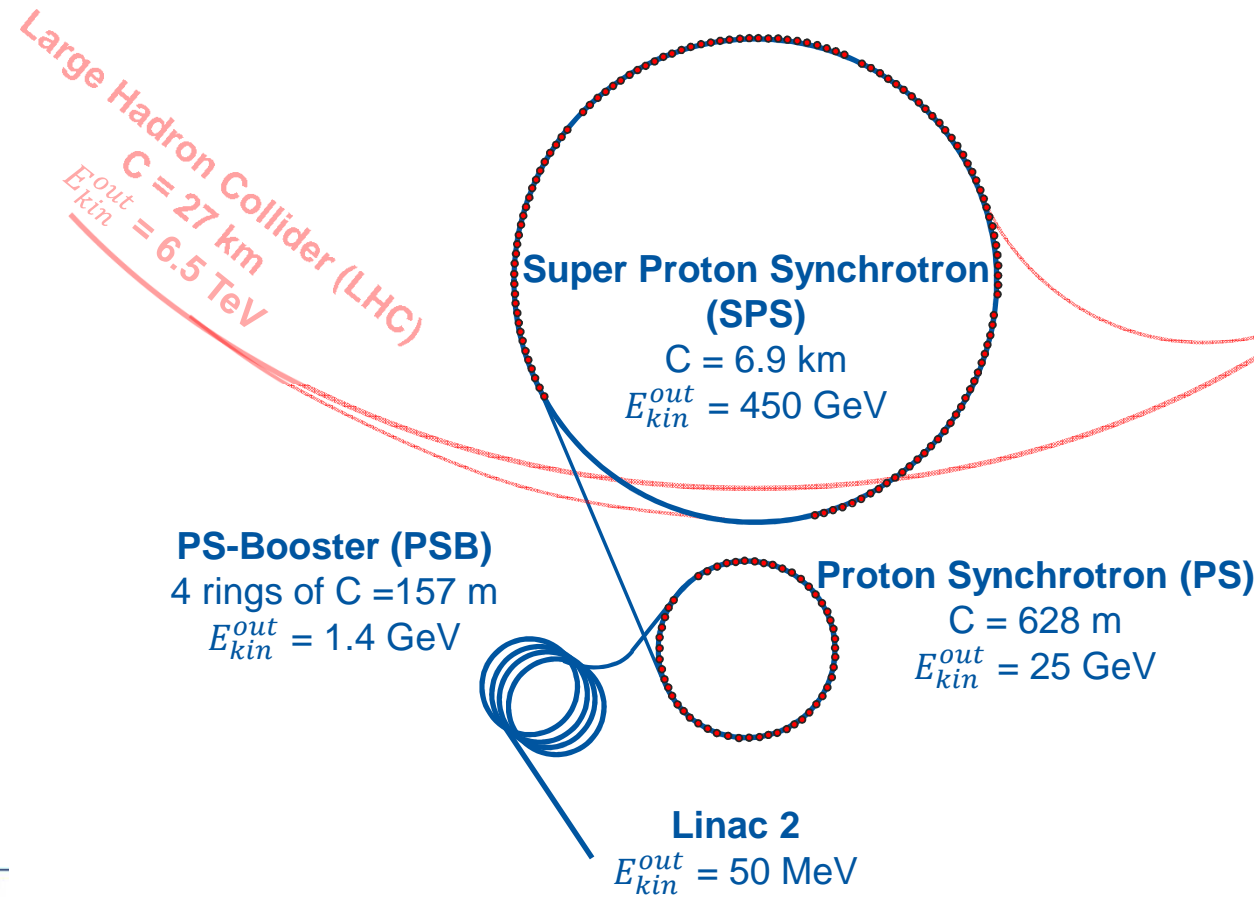 Large Hadron Collider (LHC)
C = 27 km
E_{kin}^{out} = 6.5 TeV
Super Proton Synchrotron
(SPS)
C = 6.9 km
E_{kin}^{out} = 450 GeV
PS-Booster (PSB)
4 rings of C =157 m
E_{kin}^{out} = 1.4 GeV
Proton Synchrotron (PS)
C = 628 m
E_{kin}^{out} = 25 GeV
Linac 2
E_{kin}^{out} = 50 MeV